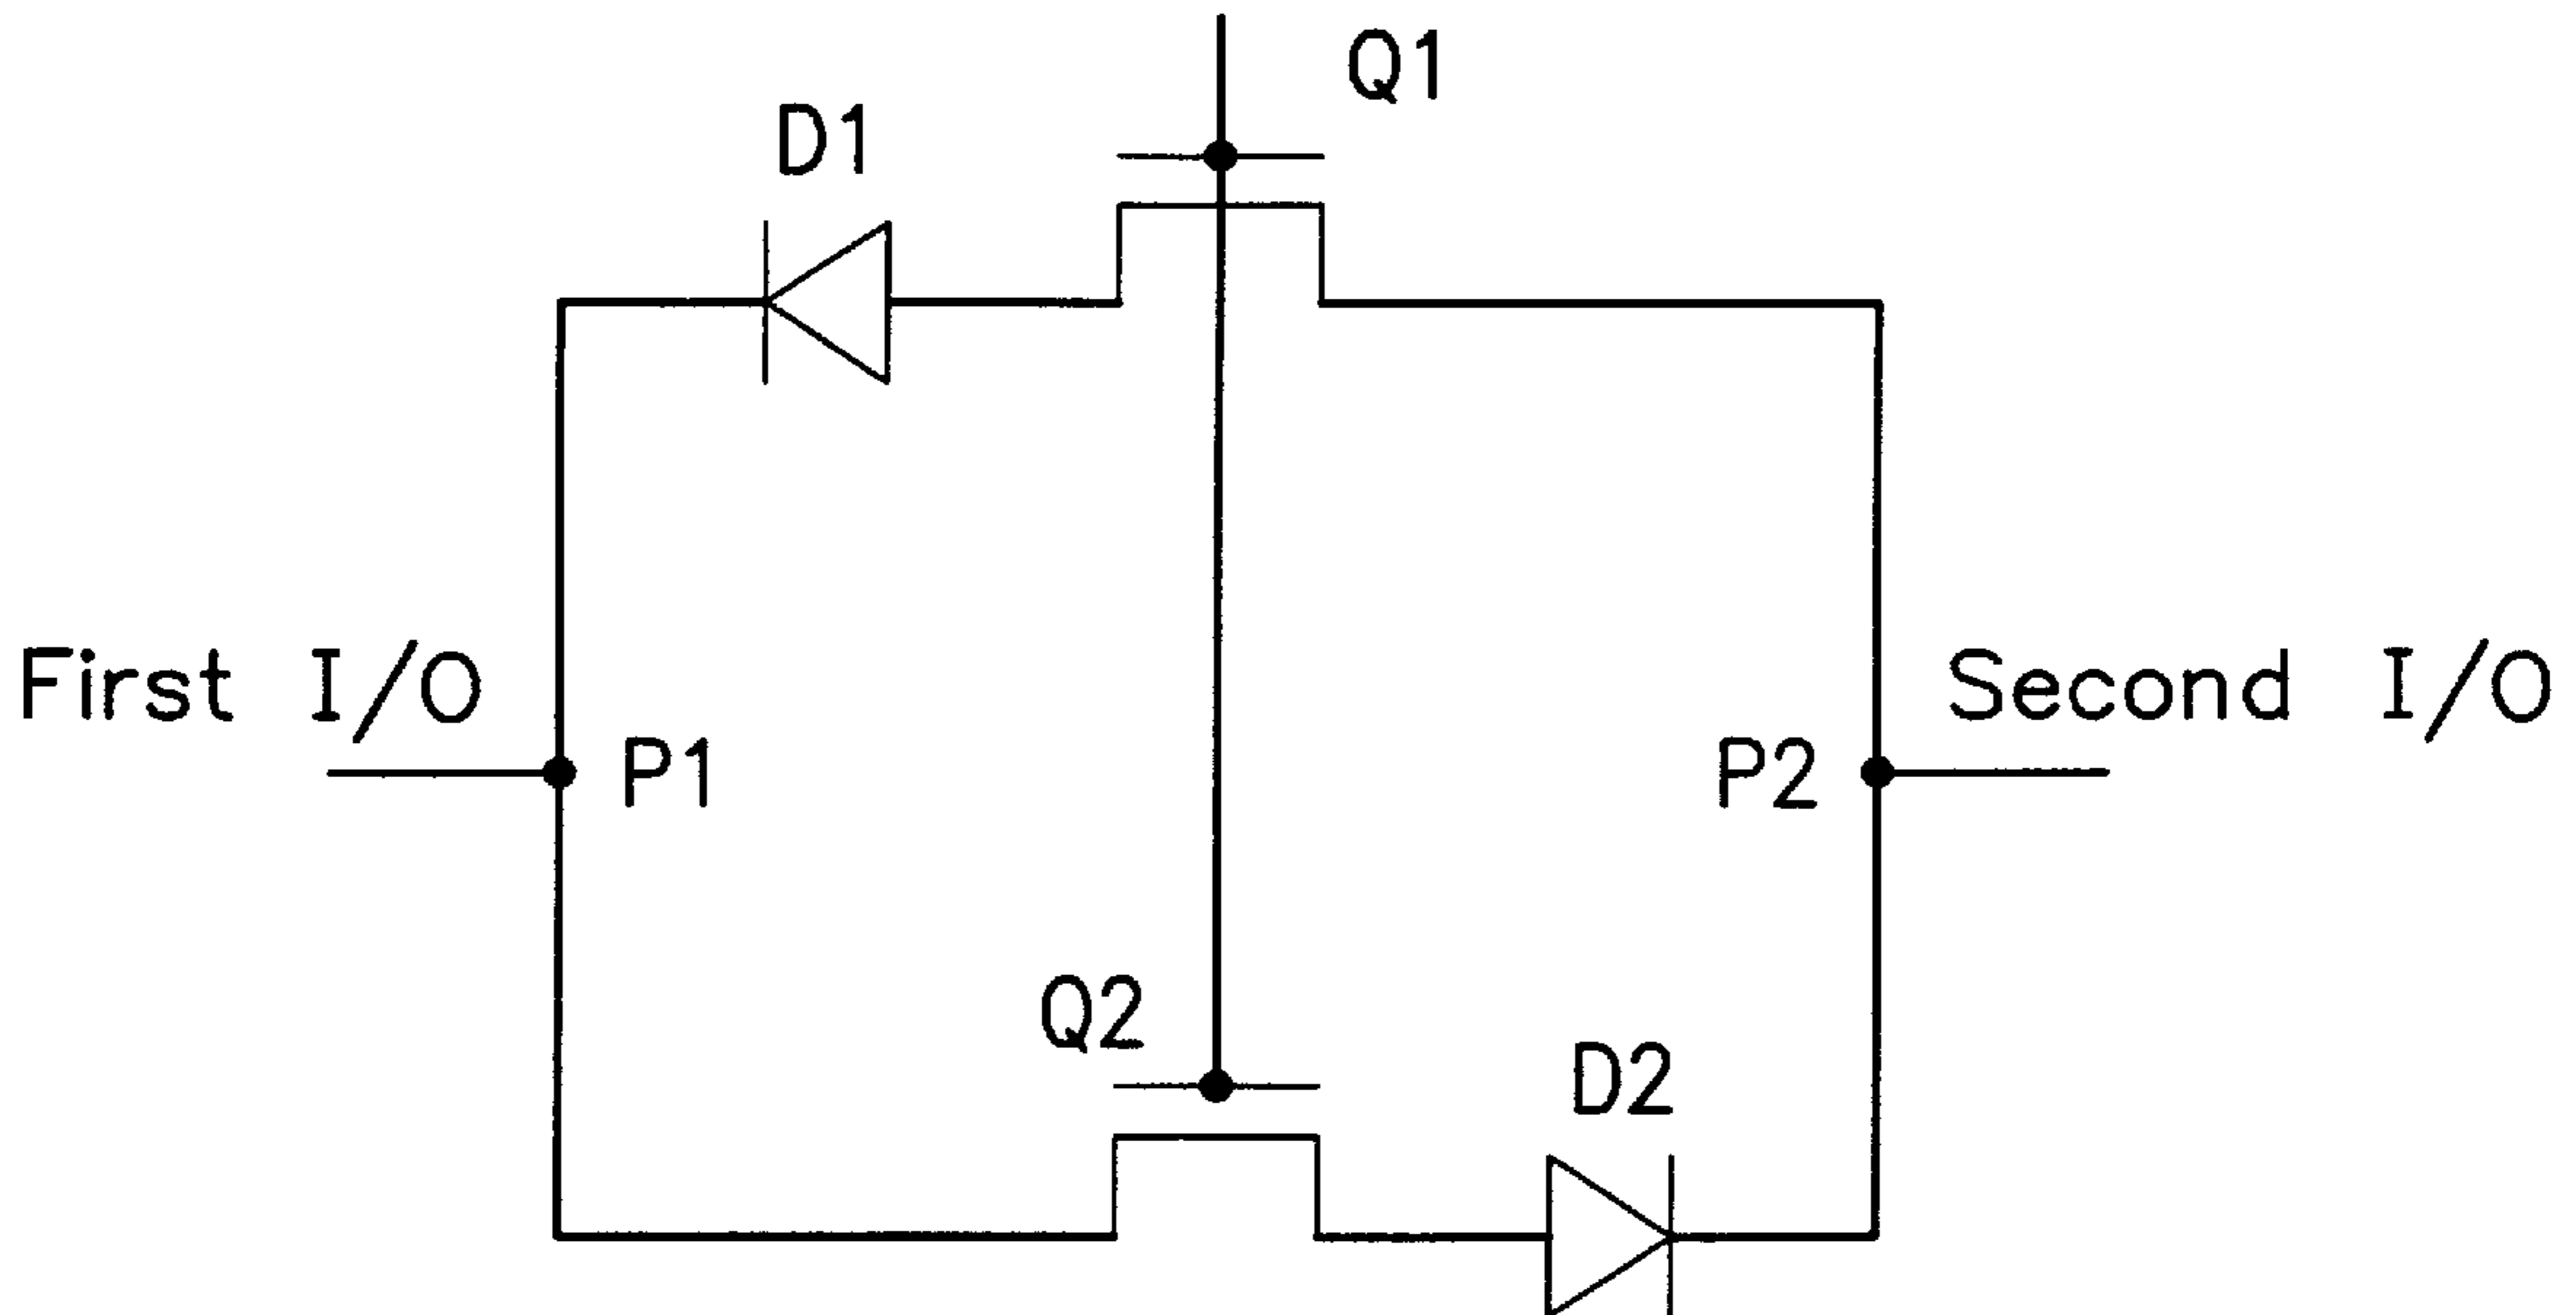 Q1
D1
First I/O
Second I/O
P1
P2
Q2
D2